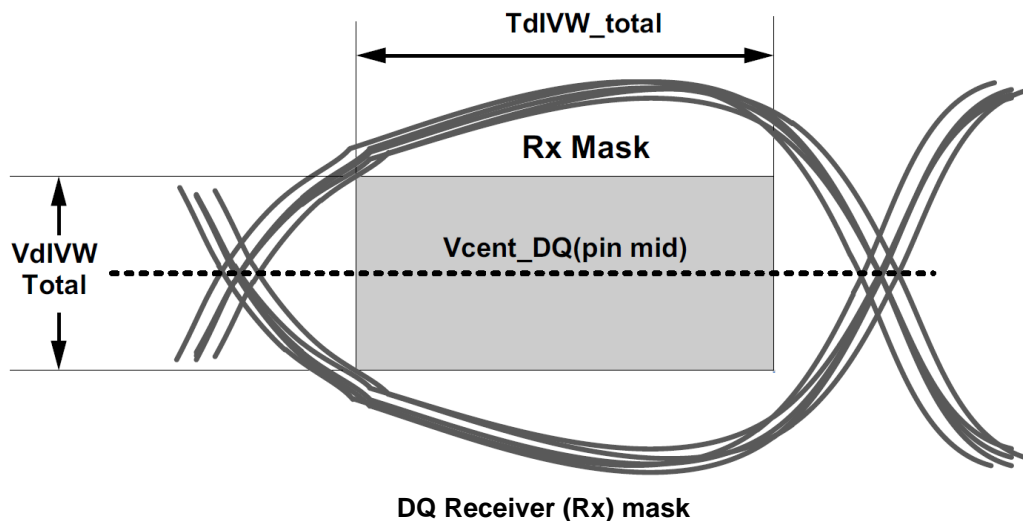 TdIVW_total
Rx Mask
VdIVW
Total
Vcent_DQ(pin mid)
DQ Receiver (Rx) mask